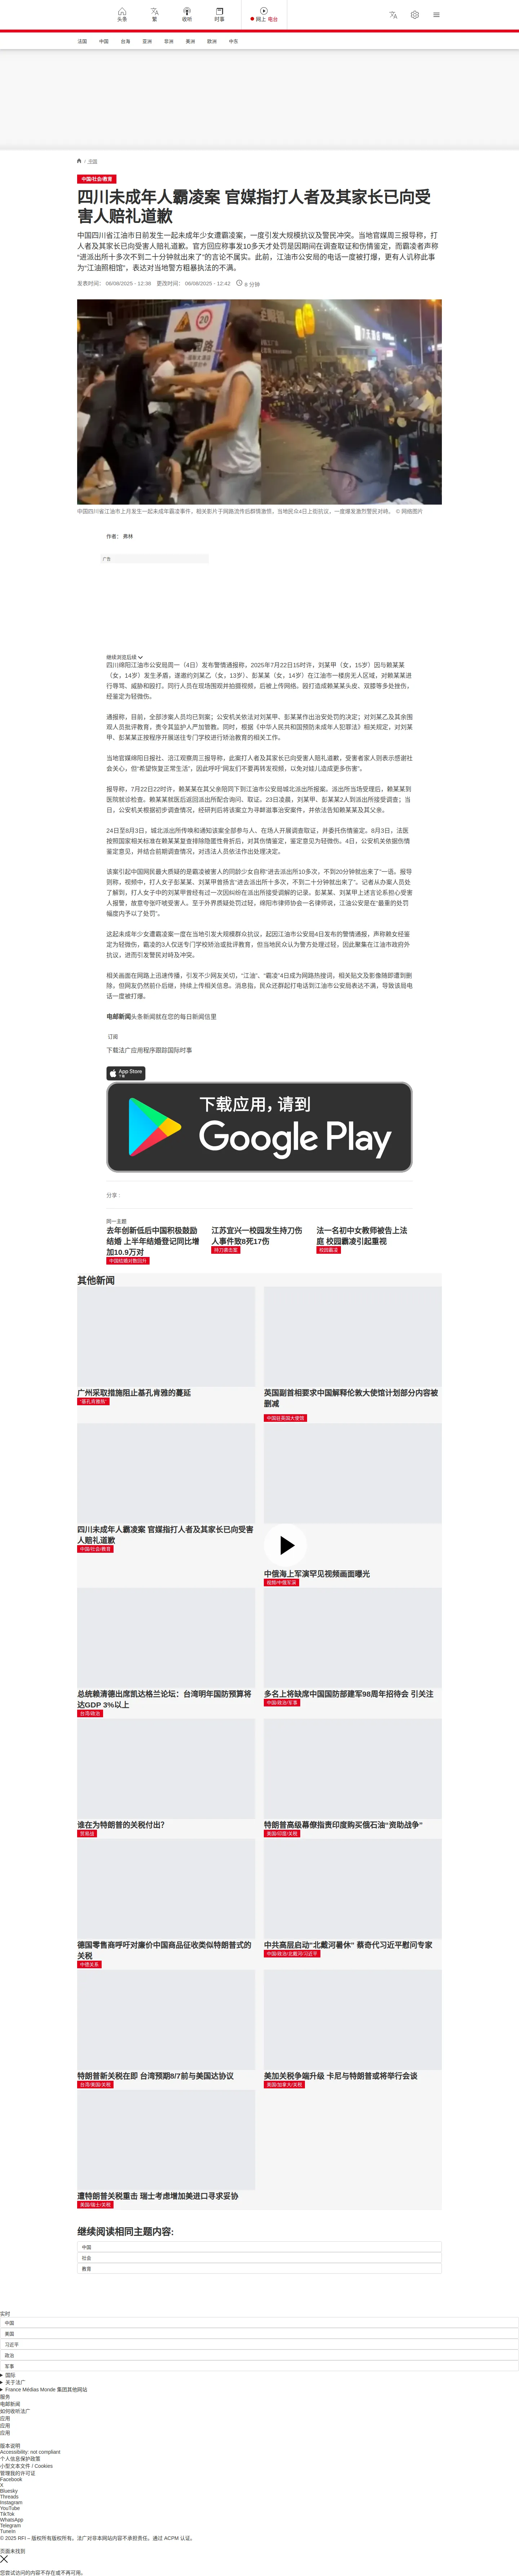 头条
繁
收听
时事
网上 电台
法国
中国
台海
亚洲
非洲
美洲
欧洲
中东
/ 中国
中国/社会/教育
四川未成年人霸凌案 官媒指打人者及其家长已向受
害人赔礼道歉
中国四川省江油市日前发生一起未成年少女遭霸凌案，一度引发大规模抗议及警民冲突。当地官媒周三报导称，打
人者及其家长已向受害人赔礼道歉。官方回应称事发10多天才处罚是因期间在调查取证和伤情鉴定，而霸凌者声称
“进派出所十多次不到二十分钟就出来了”的言论不属实。此前，江油市公安局的电话一度被打爆，更有人讥称此事
为“江油照相馆”，表达对当地警方粗暴执法的不满。
发表时间： 06/08/2025 - 12:38 更改时间： 06/08/2025 - 12:42 6 分钟
中国四川省江油市上月发生一起未成年霸凌事件，相关影片于网路流传后群情激愤，当地民众4日上街抗议，一度爆发激烈警民对峙。 © 网络图片
作者： 弗林
广告
继续浏览后续
四川绵阳江油市公安局周一（4日）发布警情通报称，2025年7月22日15时许，刘某甲（女，15岁）因与赖某某
（女，14岁）发生矛盾，遂邀约刘某乙（女，13岁）、彭某某（女，14岁）在江油市一楼房无人区域，对赖某某进
行辱骂、威胁和殴打。同行人员在现场围观并拍摄视频，后被上传网络。殴打造成赖某某头皮、双膝等多处挫伤，
经鉴定为轻微伤。
通报称，目前，全部涉案人员均已到案；公安机关依法对刘某甲、彭某某作出治安处罚的决定；对刘某乙及其余围
观人员批评教育，责令其监护人严加管教。同时，根据《中华人民共和国预防未成年人犯罪法》相关规定，对刘某
甲、彭某某正按程序开展送往专门学校进行矫治教育的相关工作。
当地官媒绵阳日报社、涪江观察周三报导称，此案打人者及其家长已向受害人赔礼道歉，受害者家人则表示感谢社
会关心，但“希望恢复正常生活”，因此呼吁“网友们不要再转发视频，以免对娃儿造成更多伤害”。
报导称，7月22日22时许，赖某某在其父亲陪同下到江油市公安局城北派出所报案。派出所当场受理后，赖某某到
医院就诊检查。赖某某就医后返回派出所配合询问、取证。23日凌晨，刘某甲、彭某某2人到派出所接受调查；当
日，公安机关根据初步调查情况，经研判后将该案立为寻衅滋事治安案件，并依法告知赖某某及其父亲。
24日至8月3日，城北派出所传唤和通知该案全部参与人、在场人开展调查取证，并委托伤情鉴定。8月3日，法医
按照国家相关标准在赖某某复查排除隐匿性骨折后，对其伤情鉴定，鉴定意见为轻微伤。4日，公安机关依据伤情
鉴定意见，并结合前期调查情况，对违法人员依法作出处理决定。
该案引起中国网民最大质疑的是霸凌被害人的同龄少女自称“进去派出所10多次，不到20分钟就出来了”一语。报导
则称，视频中，打人女子彭某某、刘某甲曾扬言“进去派出所十多次，不到二十分钟就出来了”。记者从办案人员处
了解到，打人女子中的刘某甲曾经有过一次因纠纷在派出所接受调解的记录。彭某某、刘某甲上述言论系担心受害
人报警，故意夸张吓唬受害人。至于外界质疑处罚过轻，绵阳市律师协会一名律师说，江油公安是在“最重的处罚
幅度内予以了处罚”。
这起未成年少女遭霸凌案一度在当地引发大规模群众抗议，起因江油市公安局4日发布的警情通报，声称赖女经鉴
定为轻微伤，霸凌的3人仅送专门学校矫治或批评教育，但当地民众认为警方处理过轻，因此聚集在江油市政府外
抗议，进而引发警民对峙及冲突。
相关画面在网路上迅速传播，引发不少网友关切，“江油”、“霸凌”4日成为网路热搜词，相关贴文及影像随即遭到删
除，但网友仍然前仆后继，持续上传相关信息。消息指，民众还群起打电话到江油市公安局表达不满，导致该局电
话一度被打爆。
电邮新闻头条新闻就在您的每日新闻信里
订阅
下载法广应用程序跟踪国际时事
App Store
下载应用，请到
Google Play
分享
同一主题
去年创新低后中国积极鼓励
结婚 上半年结婚登记同比增
加10.9万对
中国结婚对数回升
江苏宜兴一校园发生持刀伤
人事件致8死17伤
持刀袭击案
法一名初中女教师被告上法
庭 校园霸凌引起重视
校园霸凌
其他新闻
广州采取措施阻止基孔肯雅的蔓延
“基孔肯雅热”
英国副首相要求中国解释伦敦大使馆计划部分内容被
删减
中国驻英国大使馆
四川未成年人霸凌案 官媒指打人者及其家长已向受害
人赔礼道歉
中国/社会/教育
中俄海上军演罕见视频画面曝光
视频/中俄军演
总统赖清德出席凯达格兰论坛：台湾明年国防预算将
达GDP 3%以上
台湾/政治
多名上将缺席中国国防部建军98周年招待会 引关注
中国/政治/军事
谁在为特朗普的关税付出？
贸易战
特朗普高级幕僚指责印度购买俄石油“资助战争”
美国/印度/关税
德国零售商呼吁对廉价中国商品征收类似特朗普式的
关税
中德关系
中共高层启动“北戴河暑休” 蔡奇代习近平慰问专家
中国/政治/北戴河/习近平
特朗普新关税在即 台湾预期8/7前与美国达协议
台湾/美国/关税
美加关税争端升级 卡尼与特朗普或将举行会谈
美国/加拿大/关税
遭特朗普关税重击 瑞士考虑增加美进口寻求妥协
美国/瑞士/关税
继续阅读相同主题内容:
中国
社会
教育
实时
中国
美国
习近平
政治
军事
国际
关于法广
France Médias Monde 集团其他网站
服务
电邮新闻
如何收听法广
应用
应用
应用
版本说明
Accessibility: not compliant
个人信息保护政策
小型文本文件 / Cookies
管理我的许可证
Facebook
X
Bluesky
Threads
Instagram
YouTube
TikTok
WhatsApp
Telegram
TuneIn
© 2025 RFI – 版权所有版权所有。法广对非本网站内容不承担责任。通过 ACPM 认证。
页面未找到
您尝试访问的内容不存在或不再可用。